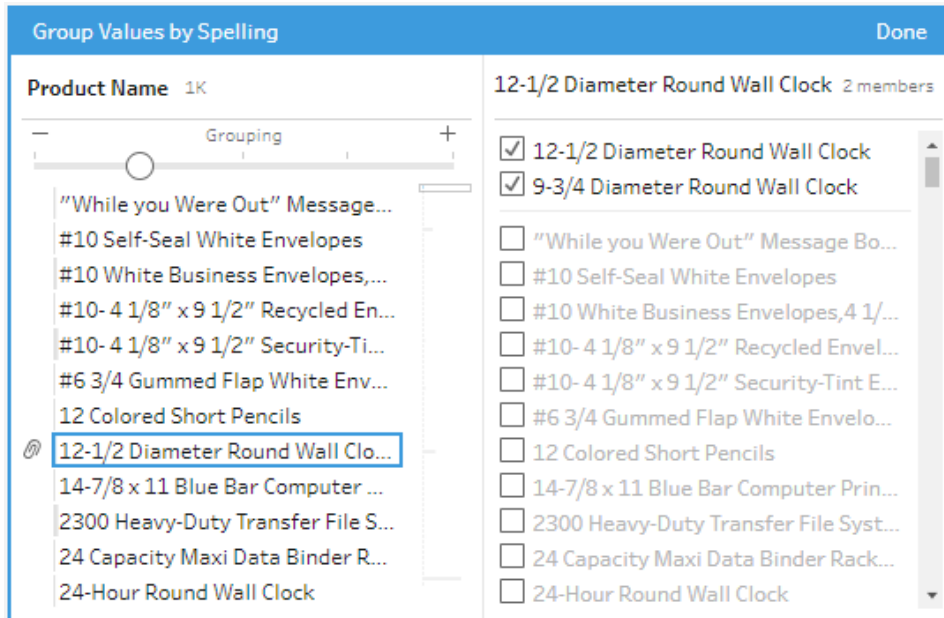 Group Values by Spelling Done
Product Name 1K
Grouping
"While you Were Out" Message...
#10 Self-Seal White Envelopes
#10 White Business Envelopes,...
#10- 4 1/8" x 9 1/2" Recycled En...
#10- 4 1/8" x 9 1/2" Security-Ti...
#6 3/4 Gummed Flap White Env...
12 Colored Short Pencils
12-1/2 Diameter Round Wall Clo...
14-7/8 x 11 Blue Bar Computer ...
2300 Heavy-Duty Transfer File S...
24 Capacity Maxi Data Binder R...
24-Hour Round Wall Clock
12-1/2 Diameter Round Wall Clock 2 members
12-1/2 Diameter Round Wall Clock
9-3/4 Diameter Round Wall Clock
"While you Were Out" Message Bo...
#10 Self-Seal White Envelopes
#10 White Business Envelopes,4 1/...
#10- 4 1/8" x 9 1/2" Recycled Envel...
#10- 4 1/8" x 9 1/2" Security-Tint E...
#6 3/4 Gummed Flap White Envelo...
12 Colored Short Pencils
14-7/8 x 11 Blue Bar Computer Prin...
2300 Heavy-Duty Transfer File Syst...
24 Capacity Maxi Data Binder Rack...
24-Hour Round Wall Clock